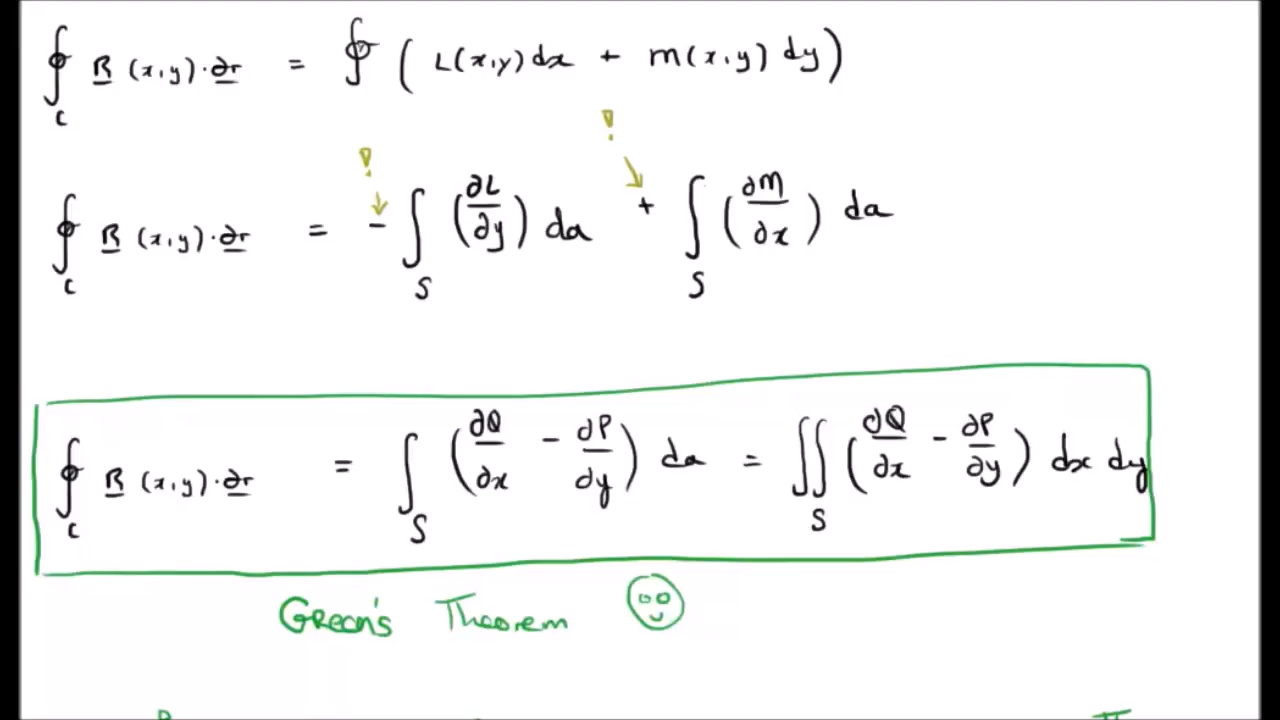 ∮_C R(x,y)·∂r = ∮ ( L(x,y) dx + M(x,y) dy )
! !
∮_C R(x,y)·∂r = - ∫_S (∂L/∂y) da + ∫_S (∂M/∂x) da
∮_C R(x,y)·∂r = ∫_S (∂Q/∂x - ∂P/∂y) da = ∬_S (∂Q/∂x - ∂P/∂y) dx dy
Green's Theorem